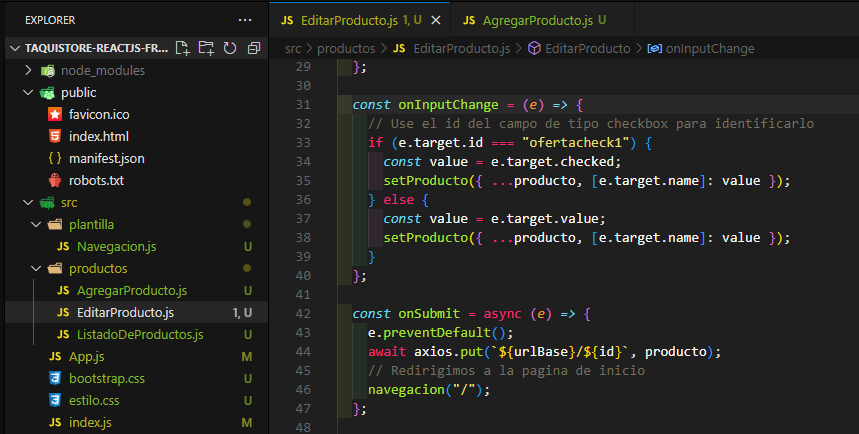 EXPLORER ...
TAQUISTORE-REACTJS-FR...
node_modules
public
favicon.ico
index.html
manifest.json
robots.txt
src
plantilla
Navegacion.js U
productos
AgregarProducto.js U
EditarProducto.js 1, U
ListadoDeProductos.js U
App.js M
bootstrap.css U
estilo.css U
index.js M
JS EditarProducto.js 1, U × JS AgregarProducto.js U
src > productos > JS EditarProducto.js > EditarProducto > onInputChange
29 };
30
31 const onInputChange = (e) => {
32 // Use el id del campo de tipo checkbox para identificarlo
33 if (e.target.id === "ofertacheck1") {
34 const value = e.target.checked;
35 setProducto({ ...producto, [e.target.name]: value });
36 } else {
37 const value = e.target.value;
38 setProducto({ ...producto, [e.target.name]: value });
39 }
40 };
41
42 const onSubmit = async (e) => {
43 e.preventDefault();
44 await axios.put(`${urlBase}/${id}`, producto);
45 // Redirigimos a la pagina de inicio
46 navegacion("/");
47 };
48